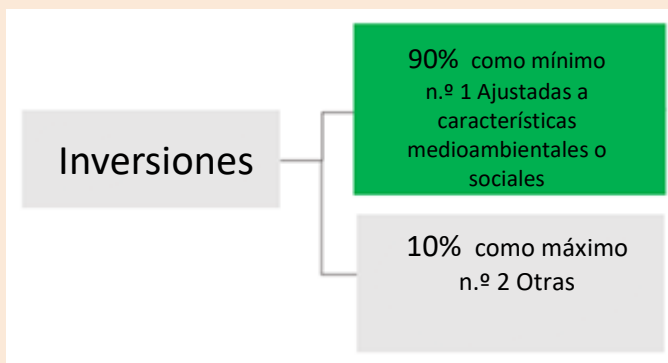 Inversiones
90% como mínimo
n.º 1 Ajustadas a
características
medioambientales o
sociales
10% como máximo
n.º 2 Otras